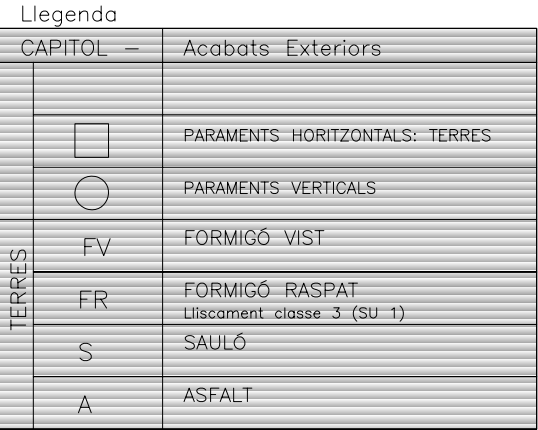 Llegenda
CAPITOL – Acabats Exteriors
PARAMENTS HORITZONTALS: TERRES
PARAMENTS VERTICALS
TERRES
FV FORMIGÓ VIST
FR FORMIGÓ RASPAT
Lliscament classe 3 (SU 1)
S SAULÓ
A ASFALT